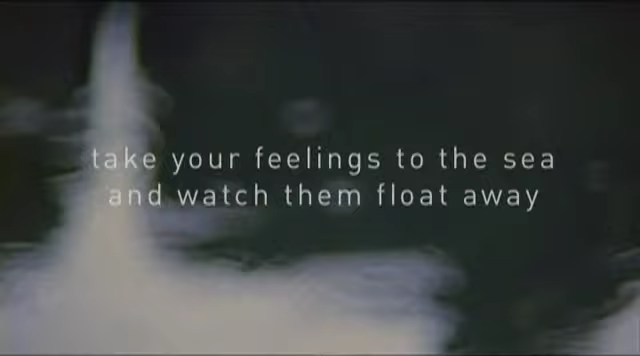 take your feelings to the sea
and watch them float away